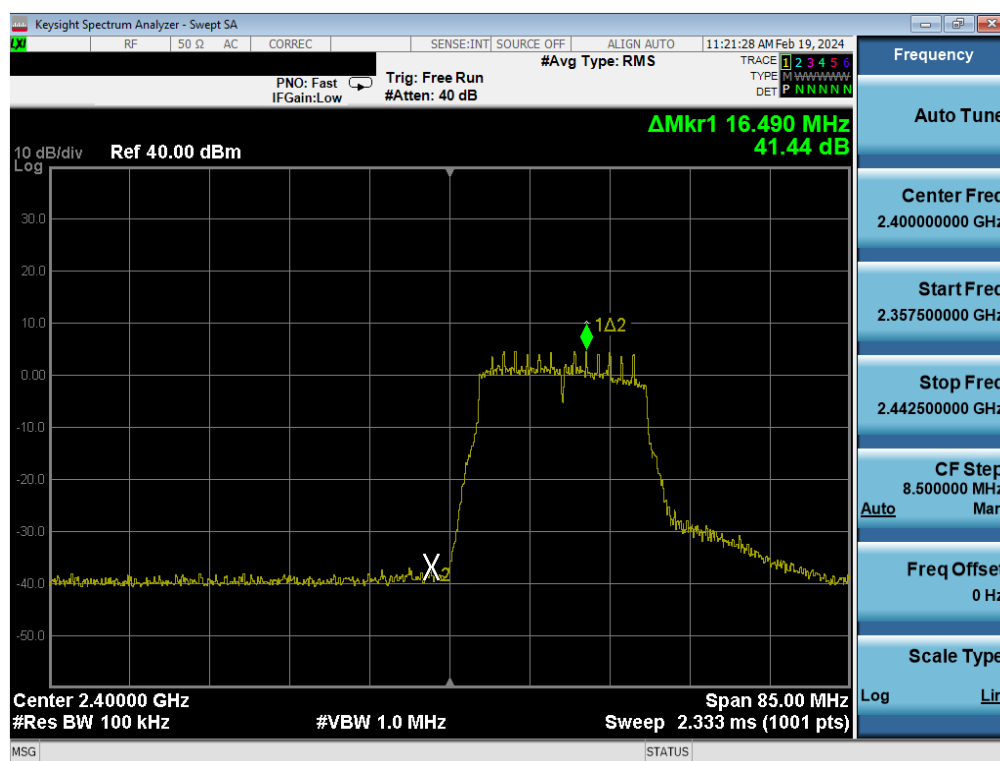 Keysight Spectrum Analyzer - Swept SA
LXI RF 50 Ω AC CORREC SENSE:INT SOURCE OFF ALIGN AUTO 11:21:28 AM Feb 19, 2024
#Avg Type: RMS
TRACE 1 2 3 4 5 6
PNO: Fast Trig: Free Run
TYPE M WWWWW
IFGain:Low #Atten: 40 dB
DET P N N N N N
ΔMkr1 16.490 MHz
41.44 dB
10 dB/div Ref 40.00 dBm
Log
30.0
20.0
10.0
1Δ2
0.00
-10.0
-20.0
-30.0
X2
-40.0
-50.0
Center 2.40000 GHz Span 85.00 MHz
#Res BW 100 kHz #VBW 1.0 MHz Sweep 2.333 ms (1001 pts)
MSG STATUS
Frequency
Auto Tune
Center Freq
2.400000000 GHz
Start Freq
2.357500000 GHz
Stop Freq
2.442500000 GHz
CF Step
8.500000 MHz
Auto Man
Freq Offset
0 Hz
Scale Type
Log Lin